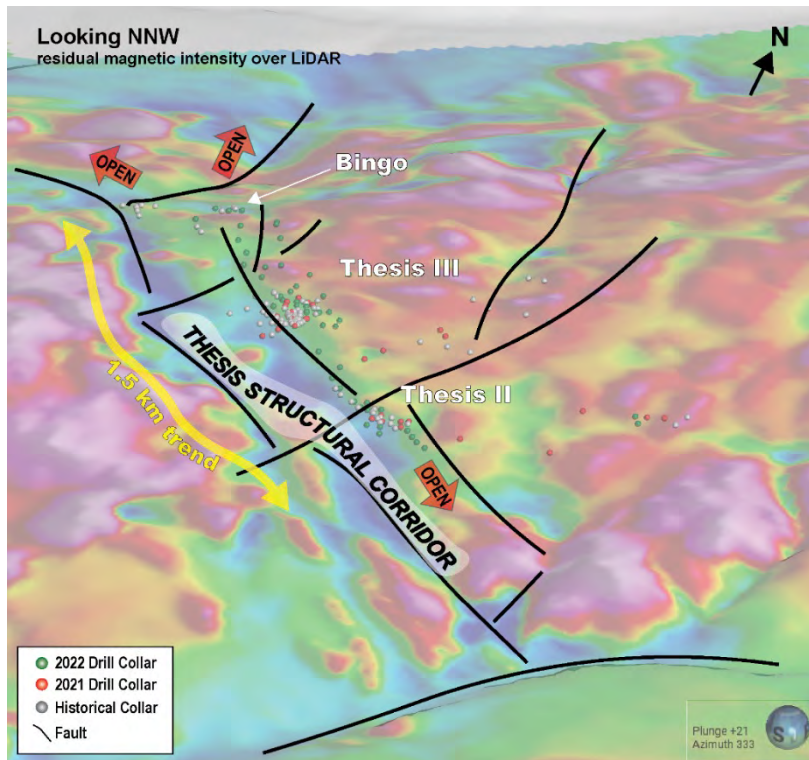 Looking NNW
residual magnetic intensity over LiDAR
N
OPEN
OPEN
Bingo
Thesis III
THESIS STRUCTURAL CORRIDOR
1.5 km trend
Thesis II
OPEN
2022 Drill Collar
2021 Drill Collar
Historical Collar
Fault
Plunge +21
Azimuth 333
S